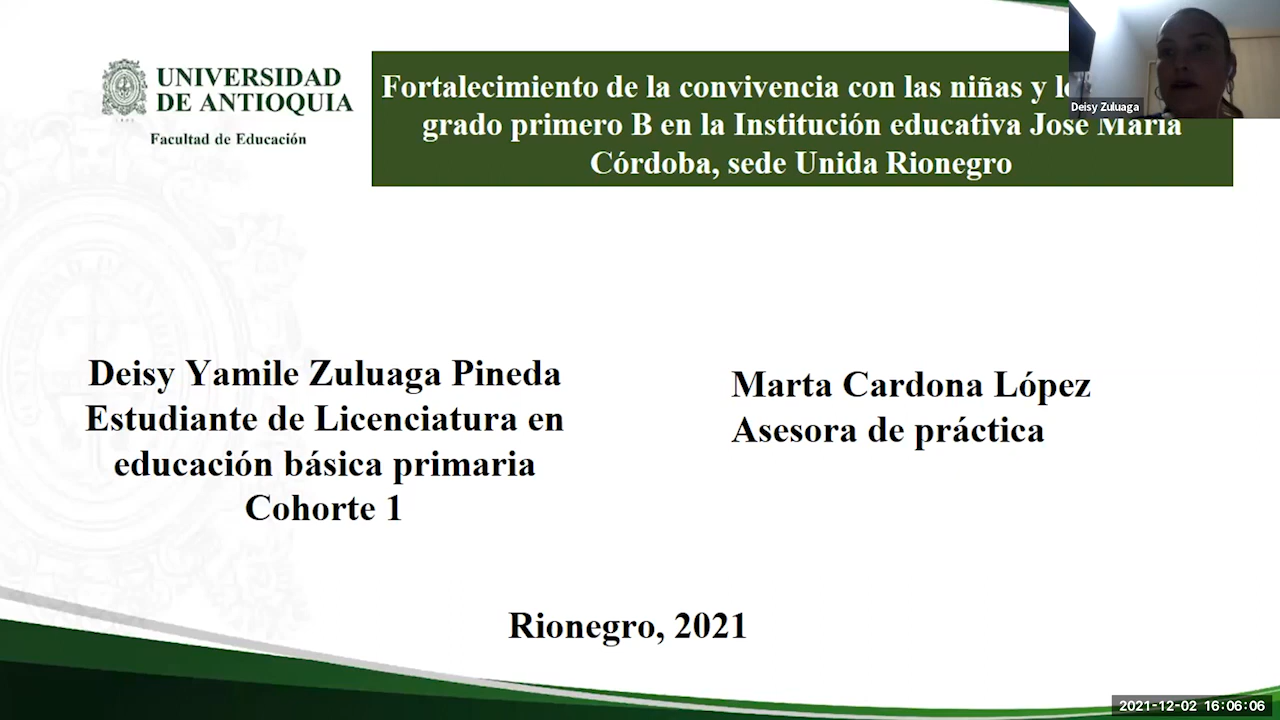 UNIVERSIDAD
DE ANTIOQUIA
Facultad de Educación
Fortalecimiento de la convivencia con las niñas y
grado primero B en la Institución educativa José María
Córdoba, sede Unida Rionegro
Deisy Zuluaga
Deisy Yamile Zuluaga Pineda
Estudiante de Licenciatura en
educación básica primaria
Cohorte 1
Marta Cardona López
Asesora de práctica
Rionegro, 2021
2021-12-02 16:06:06